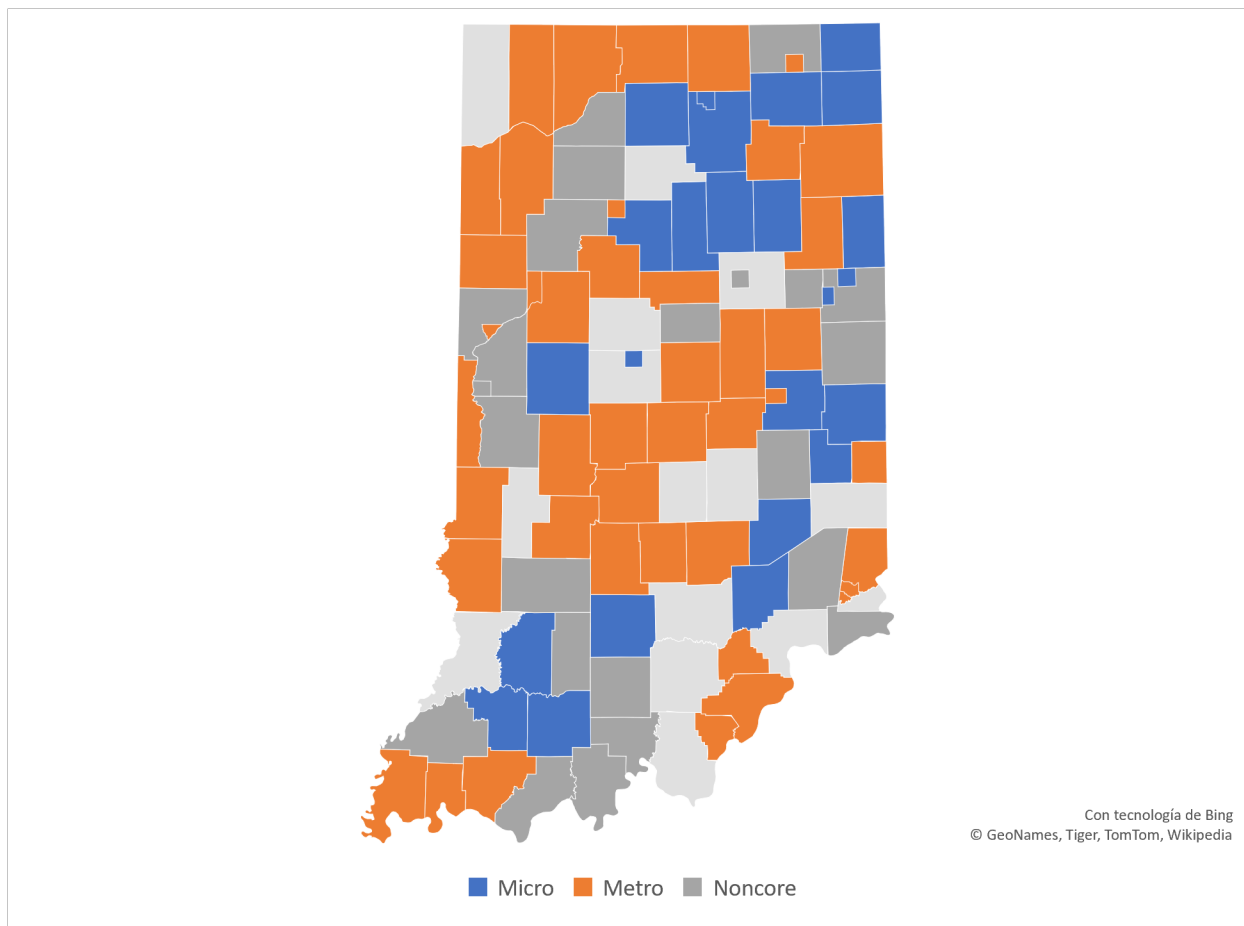 Con tecnología de Bing
© GeoNames, Tiger, TomTom, Wikipedia
Micro Metro Noncore